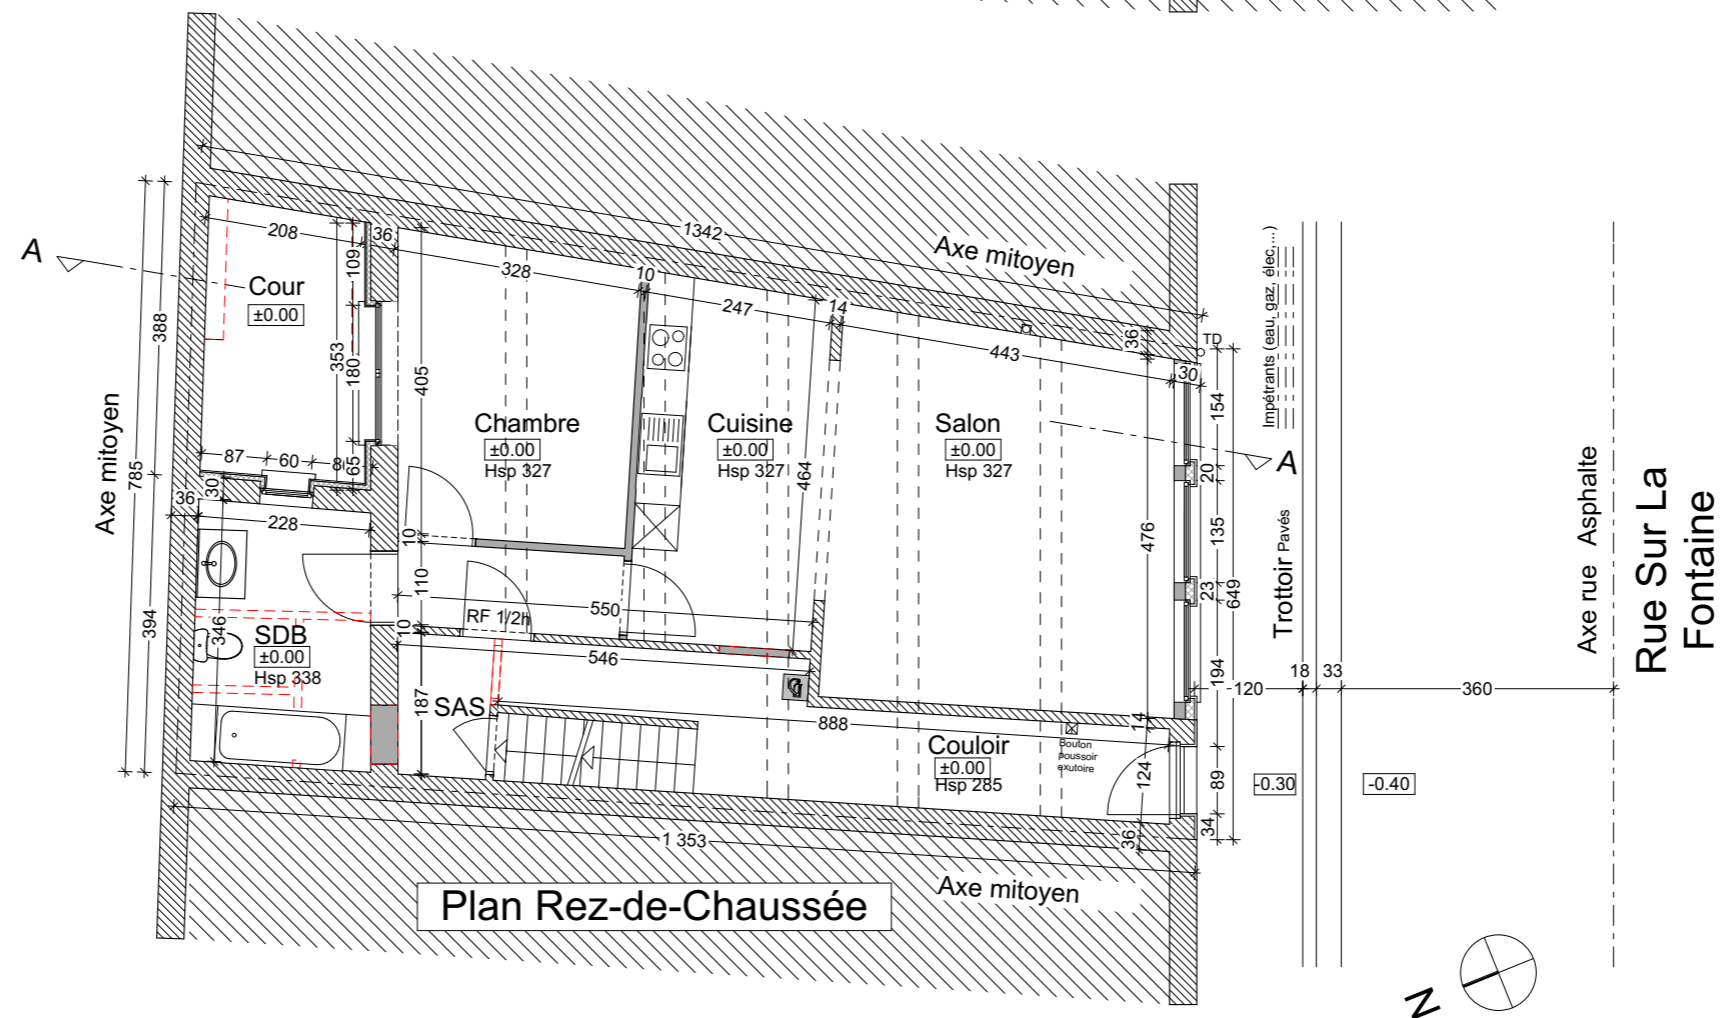 1342
Axe mitoyen
A
208
36
109
328
10
247
14
443
36
TD
30
Cour
±0.00
388
353
180
405
785
Axe mitoyen
154
Impétrants (eau, gaz, élec,...)
Chambre
±0.00
Hsp 327
Cuisine
±0.00
Hsp 327
464
Salon
±0.00
Hsp 327
A
20
87
60
65
30
36
228
10
110
476
135
23
649
Trottoir Pavés
Axe rue Asphalte
Rue Sur La
Fontaine
394
346
SDB
±0.00
Hsp 338
RF 1/2h
550
10
546
187
SAS
888
194
120
18
33
360
14
Couloir
±0.00
Hsp 285
Bouton
poussoir
exutoire
124
89
34
36
-0.30
-0.40
1 353
Axe mitoyen
Plan Rez-de-Chaussée
N